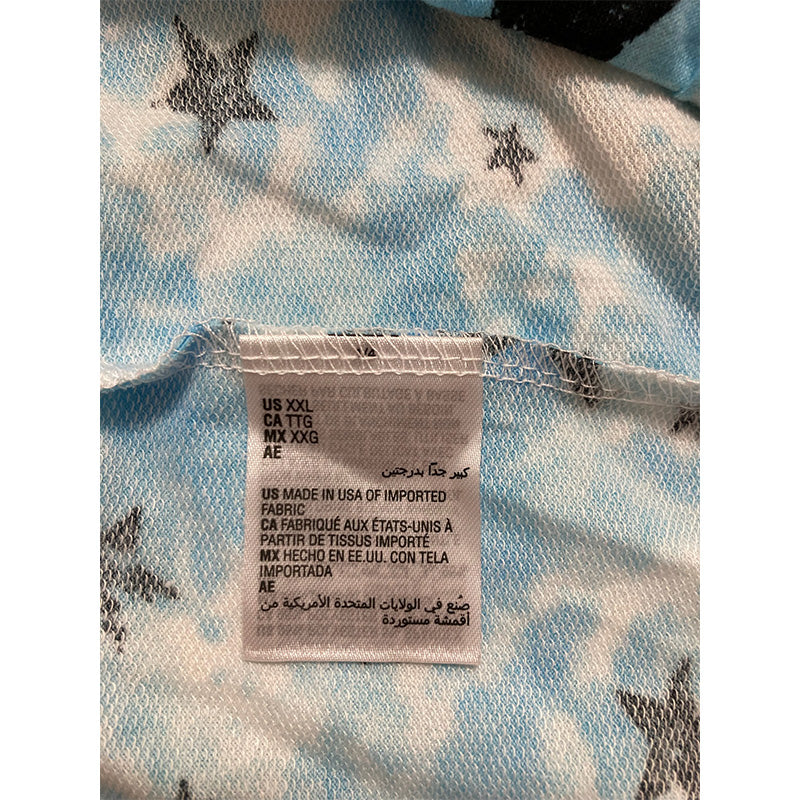 US XXL
CA TTG
MX XXG
AE
كبير جدًا بدرجتين
US MADE IN USA OF IMPORTED
FABRIC
CA FABRIQUÉ AUX ÉTATS-UNIS À
PARTIR DE TISSUS IMPORTÉ
MX HECHO EN EE.UU. CON TELA
IMPORTADA
AE
صُنع في الولايات المتحدة الأمريكية من
أقمشة مستوردة